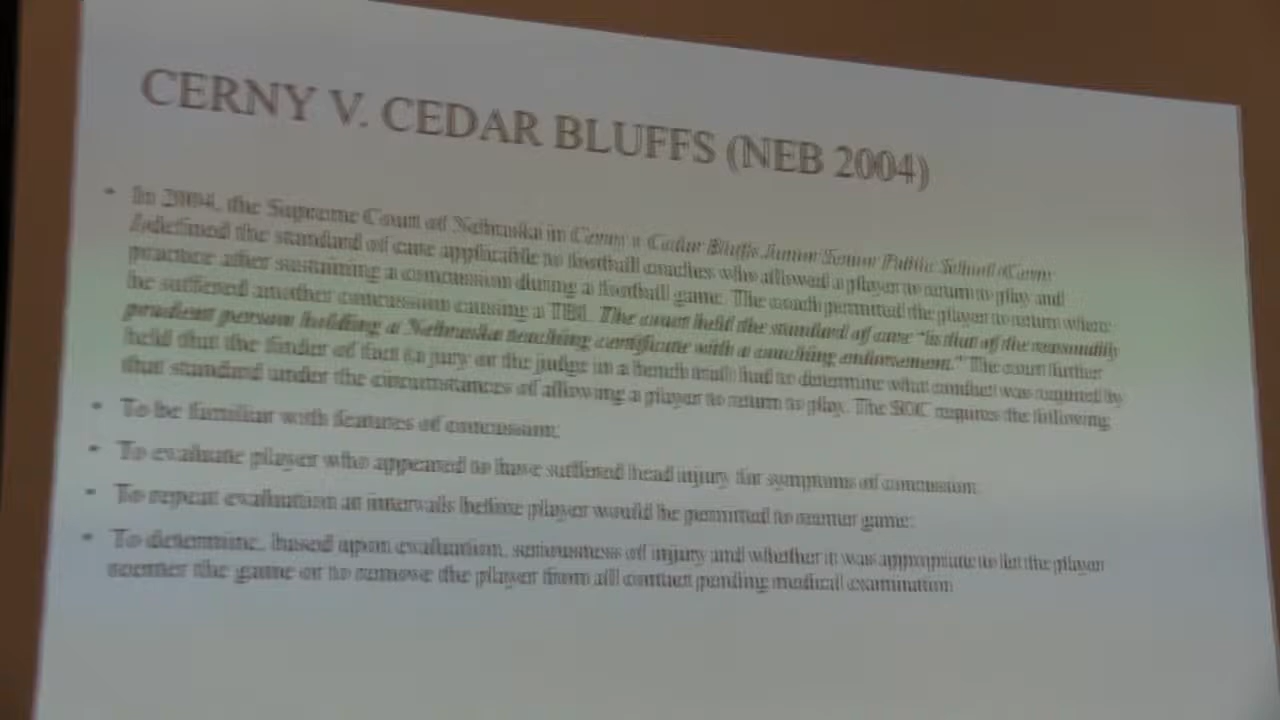 CERNY V. CEDAR BLUFFS (NEB 2004)
• In 2004, the Supreme Court of Nebraska in Cerny v Cedar Bluffs Junior Senior Public School
defined the standard of care applicable to football coaches who allowed a player to return to play and
practice after sustaining a concussion during a football game. The coach permitted the player to return where
he suffered another concussion causing a TBI. The court held the standard of care "is that of the reasonably
prudent person holding a Nebraska teaching certificate with a coaching endorsement." The court further
held that the finder of fact (a jury or the judge in a bench trial) had to determine what conduct was required by
that standard under the circumstances of allowing a player to return to play. The SOC requires the following:
• To be familiar with features of concussion;
• To evaluate player who appeared to have suffered head injury for symptoms of concussion;
• To repeat evaluation at intervals before player would be permitted to reenter game;
• To determine, based upon evaluation, seriousness of injury and whether it was appropriate to let the player
reenter the game or to remove the player from all contact pending medical examination